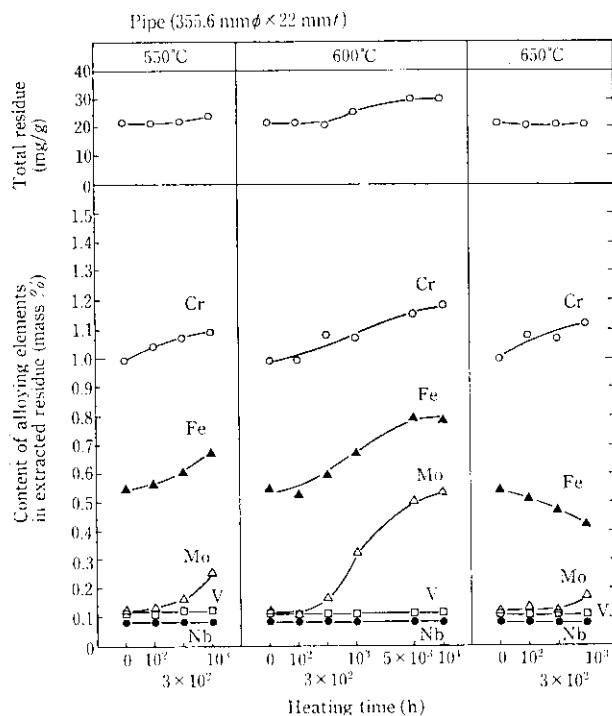 Pipe (355.6 mmφ×22 mmt)
550°C 600°C 650°C
Total residue
(mg/g)
40
30
20
10
0
Content of alloying elements
in extracted residue (mass %)
1.5
1.4
1.3
1.2
1.1
1.0
0.9
0.8
0.7
0.6
0.5
0.4
0.3
0.2
0.1
0
Cr
Fe
Mo
V
Nb
Cr
Fe
Mo
V
Nb
Cr
Fe
Mo
V
Nb
0 10² 10³ 0 10² 10³ 5×10³ 10⁴ 0 10² 10³
3×10² 3×10² 3×10²
Heating time (h)